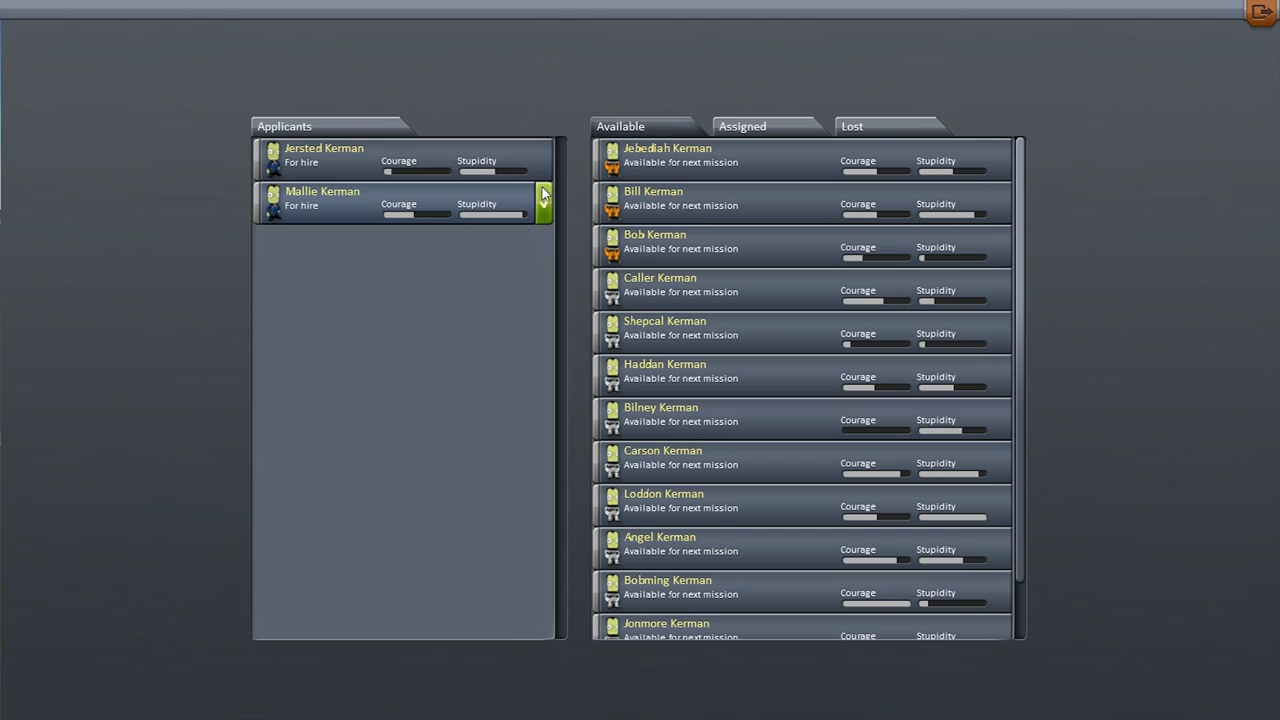 Applicants
Jersted Kerman
For hire
Courage
Stupidity
Mallie Kerman
For hire
Courage
Stupidity
Available
Assigned
Lost
Jebediah Kerman
Available for next mission
Courage
Stupidity
Bill Kerman
Available for next mission
Courage
Stupidity
Bob Kerman
Available for next mission
Courage
Stupidity
Caller Kerman
Available for next mission
Courage
Stupidity
Shepcal Kerman
Available for next mission
Courage
Stupidity
Haddan Kerman
Available for next mission
Courage
Stupidity
Bilney Kerman
Available for next mission
Courage
Stupidity
Carson Kerman
Available for next mission
Courage
Stupidity
Loddon Kerman
Available for next mission
Courage
Stupidity
Angel Kerman
Available for next mission
Courage
Stupidity
Bobming Kerman
Available for next mission
Courage
Stupidity
Jonmore Kerman
Available for next mission
Courage
Stupidity